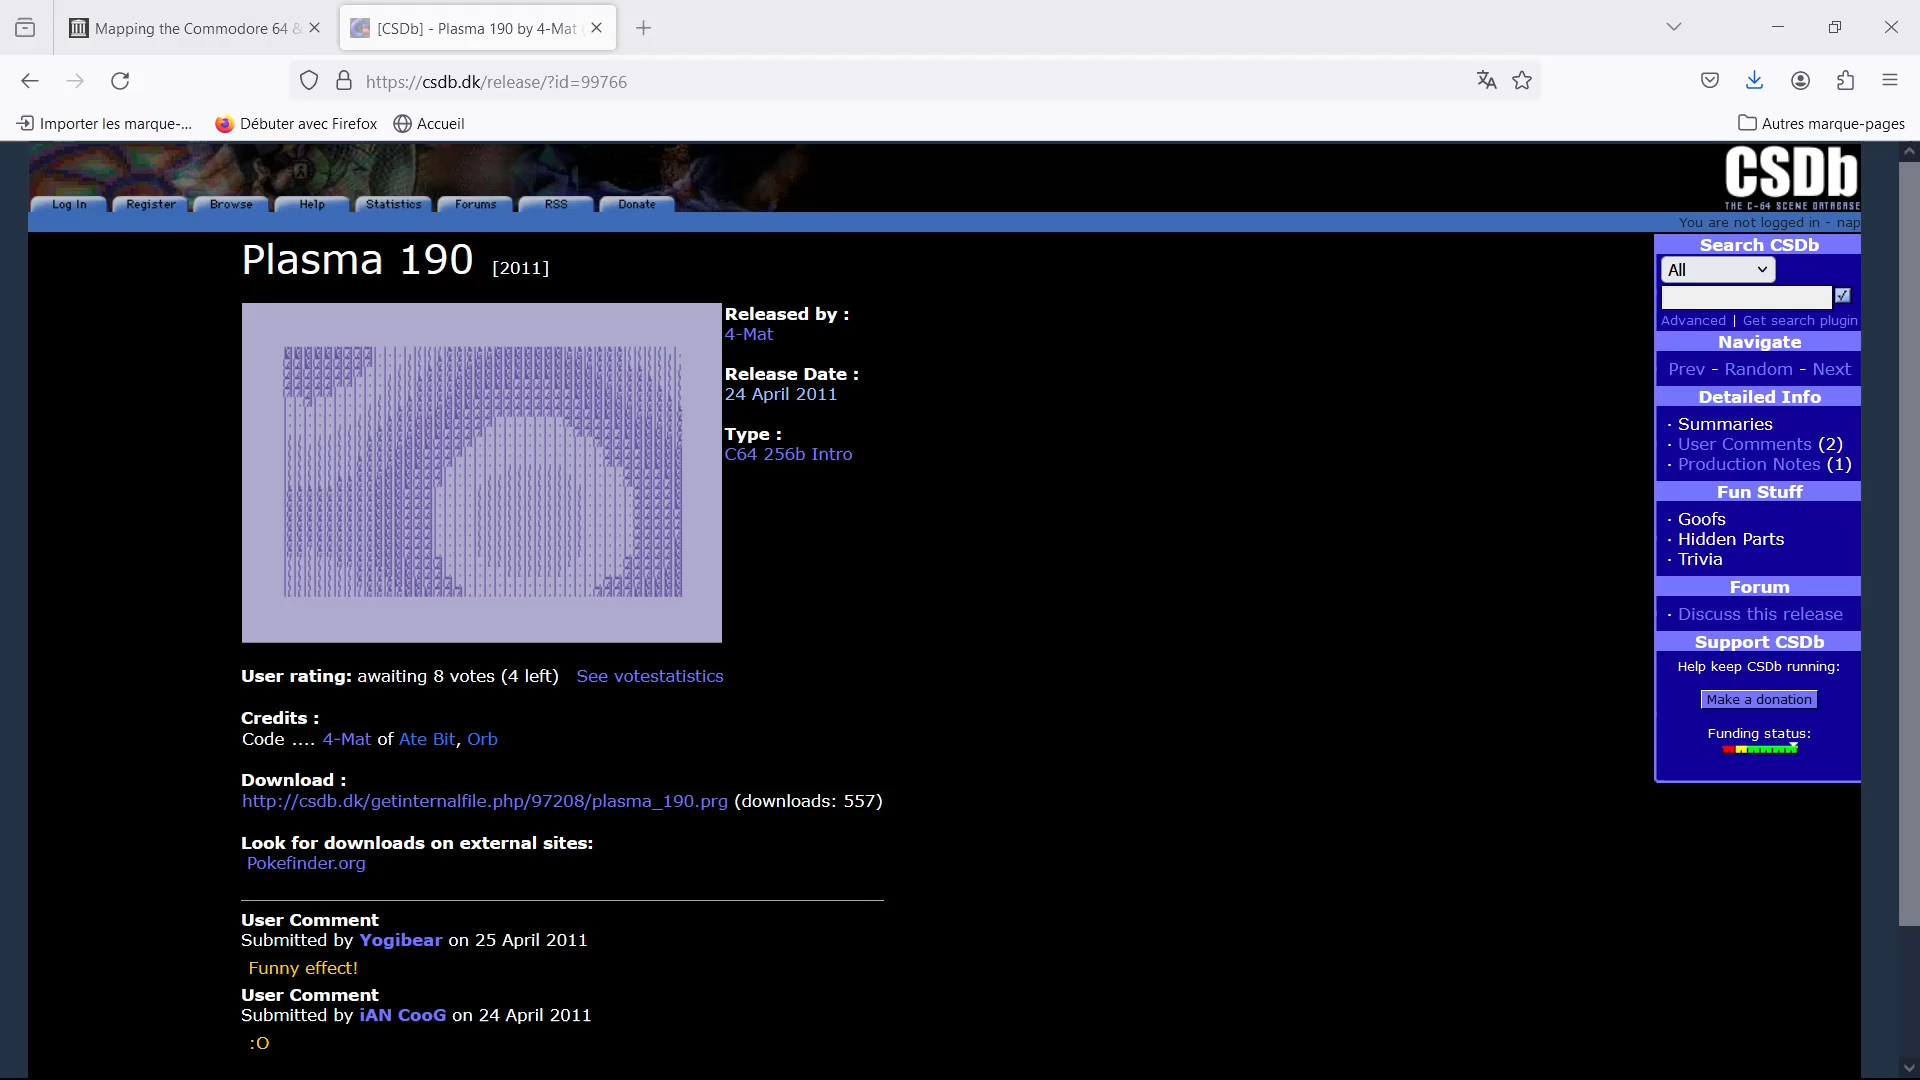 Mapping the Commodore 64 &
[CSDb] - Plasma 190 by 4-Mat (
https://csdb.dk/release/?id=99766
Importer les marque-...
Débuter avec Firefox
Accueil
Autres marque-pages
CSDb
THE C-64 SCENE DATABASE
Log In
Register
Browse
Help
Statistics
Forums
RSS
Donate
You are not logged in - nap
Plasma 190 [2011]
Released by :
4-Mat
Release Date :
24 April 2011
Type :
C64 256b Intro
User rating: awaiting 8 votes (4 left) See votestatistics
Credits :
Code .... 4-Mat of Ate Bit, Orb
Download :
http://csdb.dk/getinternalfile.php/97208/plasma_190.prg (downloads: 557)
Look for downloads on external sites:
Pokefinder.org
User Comment
Submitted by Yogibear on 25 April 2011
Funny effect!
User Comment
Submitted by iAN CooG on 24 April 2011
:O
Search CSDb
All
Advanced | Get search plugin
Navigate
Prev - Random - Next
Detailed Info
· Summaries
· User Comments (2)
· Production Notes (1)
Fun Stuff
· Goofs
· Hidden Parts
· Trivia
Forum
· Discuss this release
Support CSDb
Help keep CSDb running:
Make a donation
Funding status: